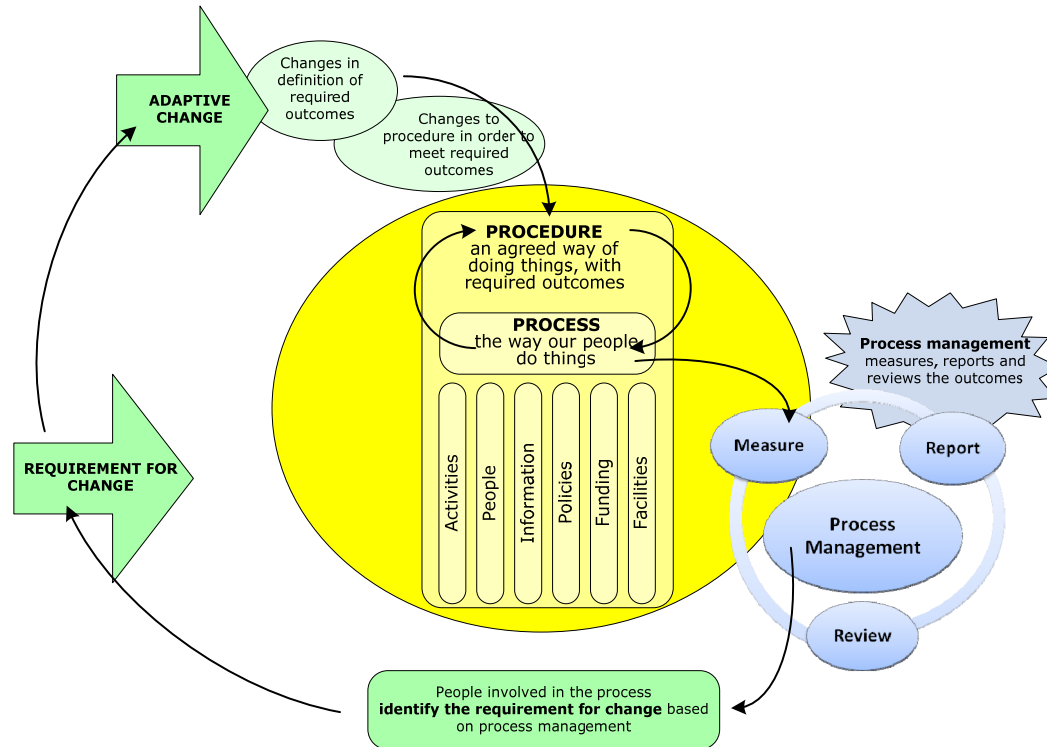 ADAPTIVE
CHANGE
Changes in
definition of
required
outcomes
Changes to
procedure in order to
meet required
outcomes
PROCEDURE
an agreed way of
doing things, with
required outcomes
PROCESS
the way our people
do things
Activities
People
Information
Policies
Funding
Facilities
Process management
measures, reports and
reviews the outcomes
Measure
Report
Process
Management
Review
REQUIREMENT FOR
CHANGE
People involved in the process
identify the requirement for change based
on process management